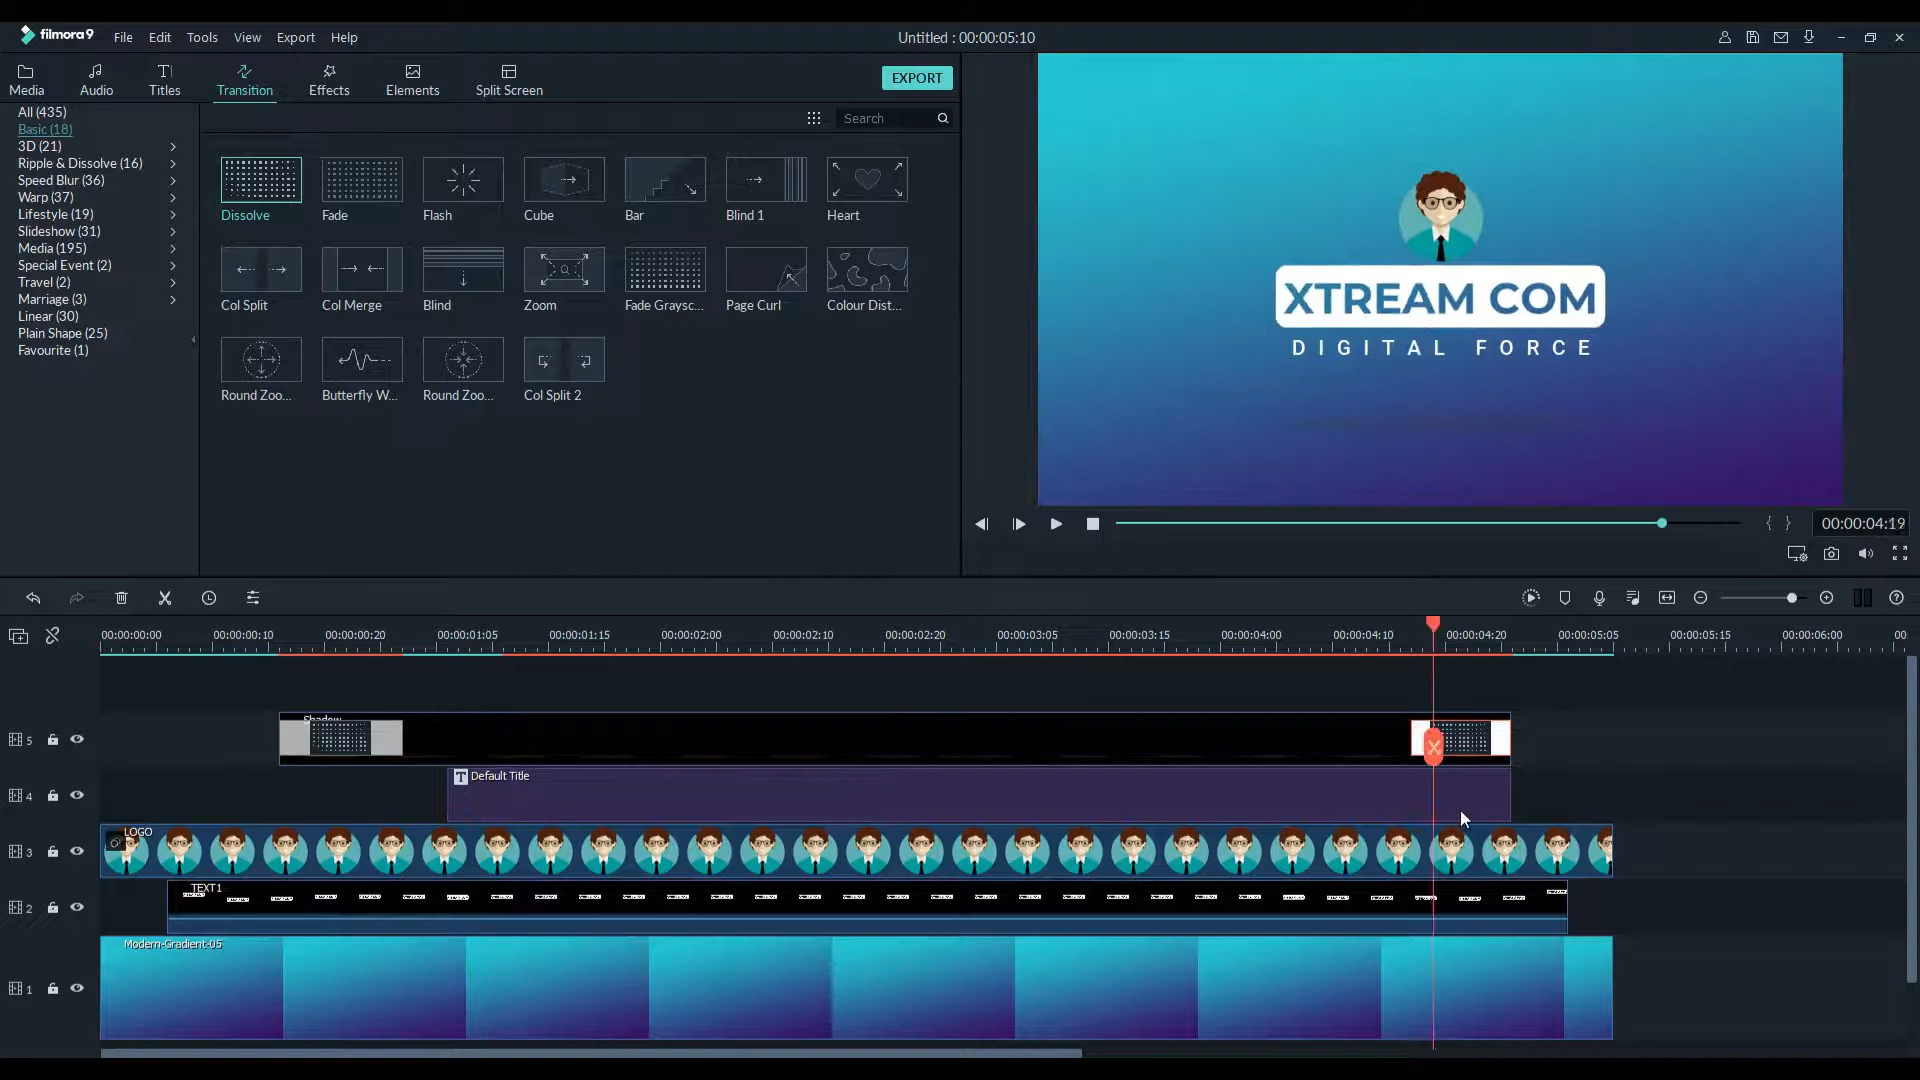 filmora9 File Edit Tools View Export Help Untitled : 00:00:05:10
Media Audio Titles Transition Effects Elements Split Screen EXPORT
All (435)
Basic (18)
3D (21)
Ripple & Dissolve (16)
Speed Blur (36)
Warp (37)
Lifestyle (19)
Slideshow (31)
Media (195)
Special Event (2)
Travel (2)
Marriage (3)
Linear (30)
Plain Shape (25)
Favourite (1)
Search
Dissolve Fade Flash Cube Bar Blind 1 Heart
Col Split Col Merge Blind Zoom Fade Graysc... Page Curl Colour Dist...
Round Zoo... Butterfly W... Round Zoo... Col Split 2
XTREAM COM
DIGITAL FORCE
{ } 00:00:04:19
00:00:00:00 00:00:00:10 00:00:00:20 00:00:01:05 00:00:01:15 00:00:02:00 00:00:02:10 00:00:02:20 00:00:03:05 00:00:03:15 00:00:04:00 00:00:04:10 00:00:04:20 00:00:05:05 00:00:05:15 00:00:06:00 00
5 Shadow
4 T Default Title
3 LOGO
2 TEXT1
1 Modern-Gradient-05